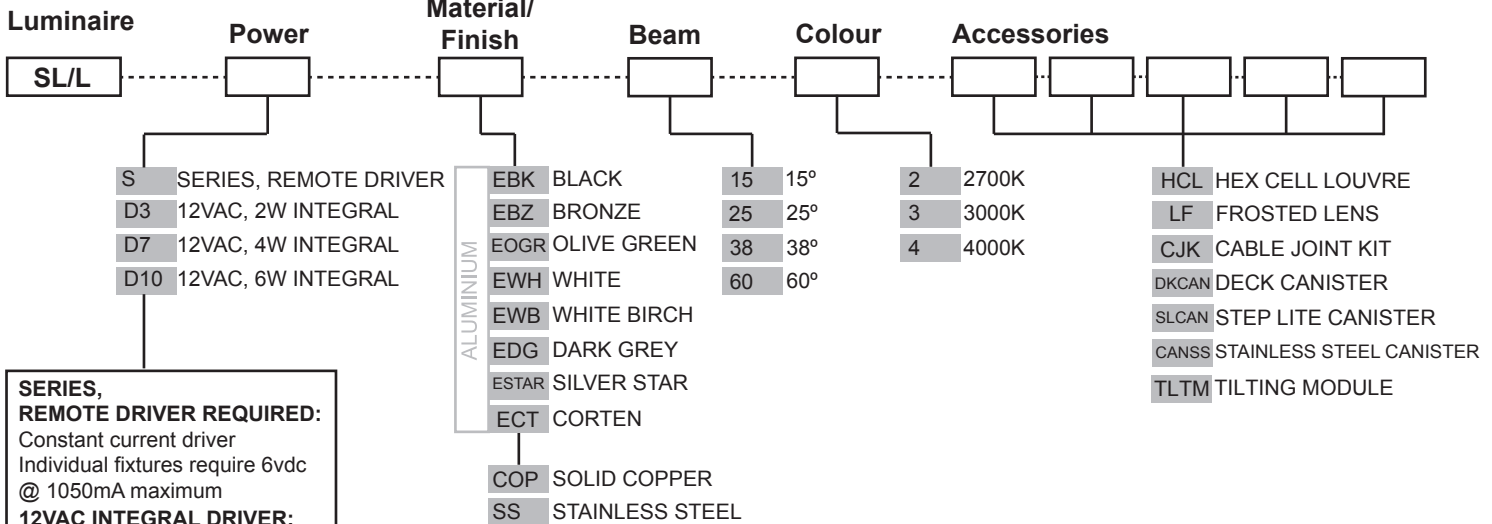 Luminaire
Power
Material/
Finish
Beam
Colour
Accessories
SL/L
S SERIES, REMOTE DRIVER
D3 12VAC, 2W INTEGRAL
D7 12VAC, 4W INTEGRAL
D10 12VAC, 6W INTEGRAL
SERIES,
REMOTE DRIVER REQUIRED:
Constant current driver
Individual fixtures require 6vdc
@ 1050mA maximum
12VAC INTEGRAL DRIVER:
ALUMINIUM
EBK BLACK
EBZ BRONZE
EOGR OLIVE GREEN
EWH WHITE
EWB WHITE BIRCH
EDG DARK GREY
ESTAR SILVER STAR
ECT CORTEN
COP SOLID COPPER
SS STAINLESS STEEL
15 15º
25 25º
38 38º
60 60º
2 2700K
3 3000K
4 4000K
HCL HEX CELL LOUVRE
LF FROSTED LENS
CJK CABLE JOINT KIT
DKCAN DECK CANISTER
SLCAN STEP LITE CANISTER
CANSS STAINLESS STEEL CANISTER
TLTM TILTING MODULE